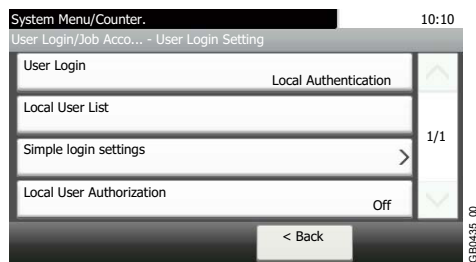 System Menu/Counter.
10:10
User Login/Job Acco... - User Login Setting
User Login
Local Authentication
Local User List
1/1
Simple login settings
Local User Authorization
Off
< Back
GB0435_00